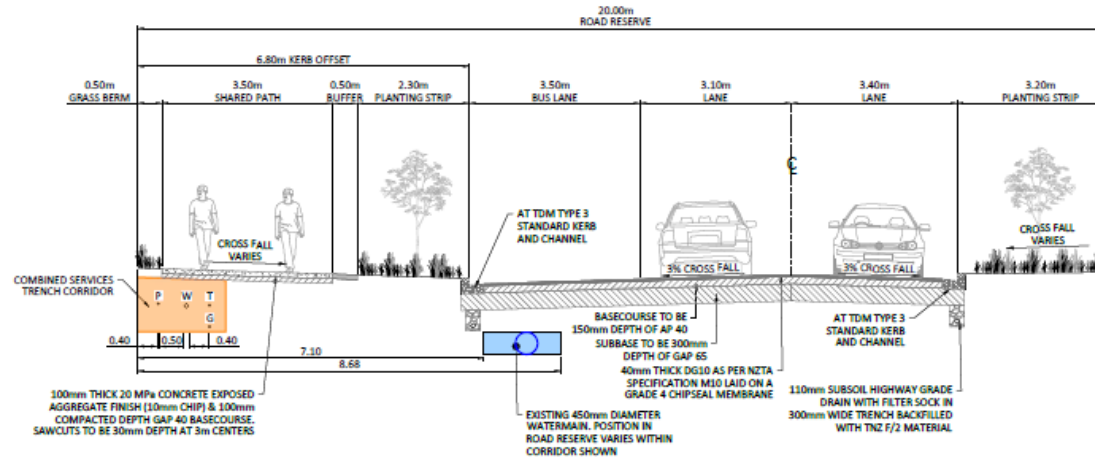 20.00m
ROAD RESERVE
6.80m KERB OFFSET
0.50m
GRASS BERM
3.50m
SHARED PATH
0.50m
BUFFER
2.30m
PLANTING STRIP
3.50m
BUS LANE
3.10m
LANE
3.40m
LANE
3.20m
PLANTING STRIP
CL
CROSS FALL
VARIES
AT TDM TYPE 3
STANDARD KERB
AND CHANNEL
3% CROSS FALL
3% CROSS FALL
CROSS FALL
VARIES
COMBINED SERVICES
TRENCH CORRIDOR
P W T
G
0.40
0.50
0.40
7.10
8.68
BASECOURSE TO BE
150mm DEPTH OF AP 40
SUBBASE TO BE 300mm
DEPTH OF GAP 65
40mm THICK DG10 AS PER NZTA
SPECIFICATION M10 LAID ON A
GRADE 4 CHIPSEAL MEMBRANE
AT TDM TYPE 3
STANDARD KERB
AND CHANNEL
100mm THICK 20 MPa CONCRETE EXPOSED
AGGREGATE FINISH (10mm CHIP) & 100mm
COMPACTED DEPTH GAP 40 BASECOURSE.
SAWCUTS TO BE 30mm DEPTH AT 3m CENTERS
EXISTING 450mm DIAMETER
WATERMAIN. POSITION IN
ROAD RESERVE VARIES WITHIN
CORRIDOR SHOWN
110mm SUBSOIL HIGHWAY GRADE
DRAIN WITH FILTER SOCK IN
300mm WIDE TRENCH BACKFILLED
WITH TNZ F/2 MATERIAL